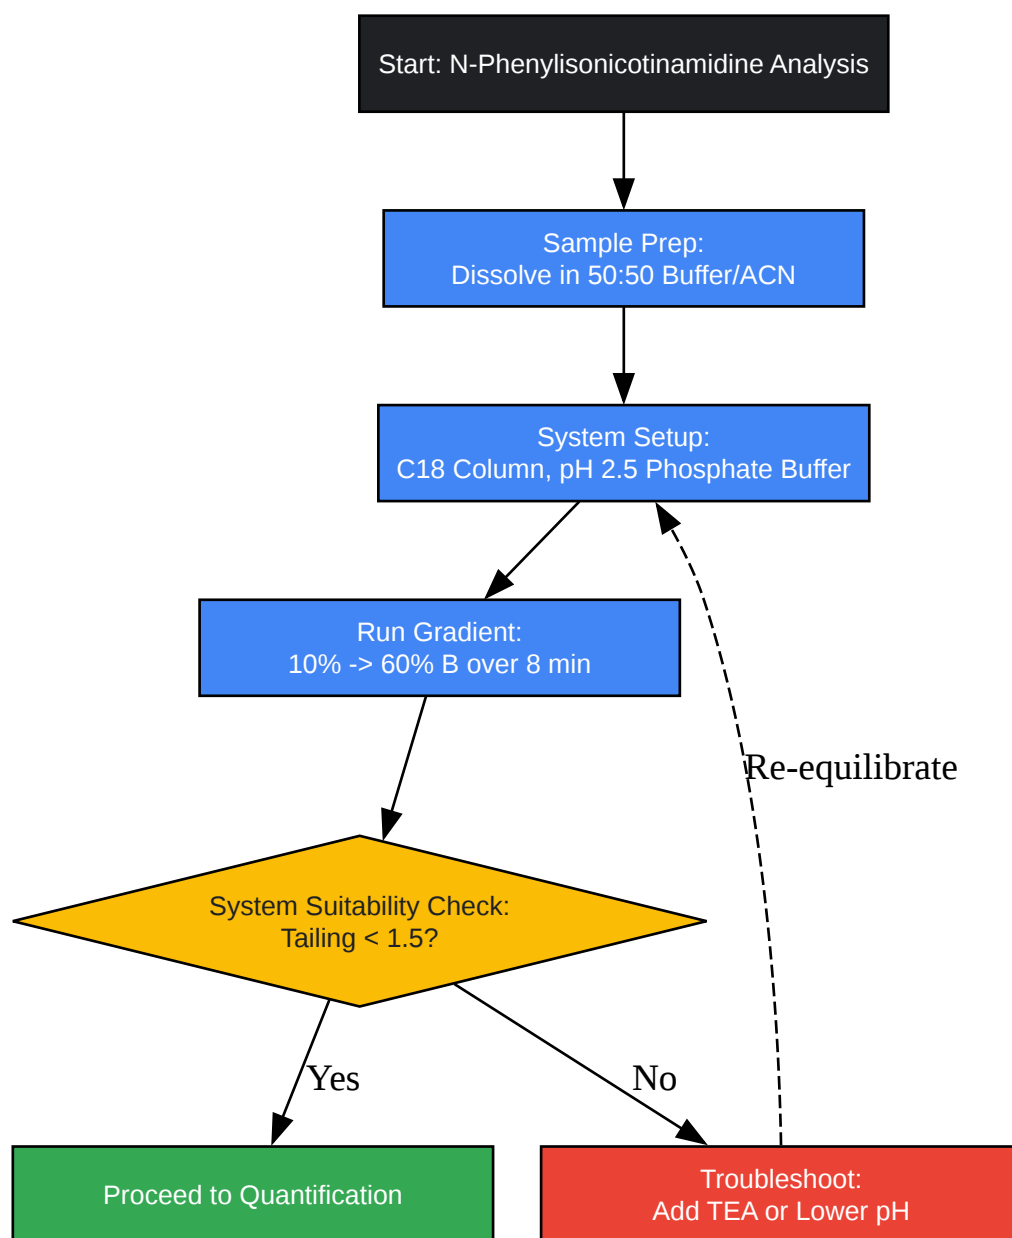 Start: N-Phenylisonicotinamidine Analysis
Sample Prep:
Dissolve in 50:50 Buffer/ACN
System Setup:
C18 Column, pH 2.5 Phosphate Buffer
Run Gradient:
10% -> 60% B over 8 min
Re-equilibrate
System Suitability Check:
Tailing < 1.5?
Yes
No
Proceed to Quantification
Troubleshoot:
Add TEA or Lower pH